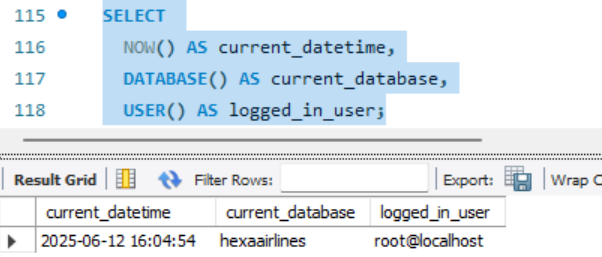 115 SELECT
116 NOW() AS current_datetime,
117 DATABASE() AS current_database,
118 USER() AS logged_in_user;
Result Grid Filter Rows: Export: Wrap C
current_datetime current_database logged_in_user
2025-06-12 16:04:54 hexaairlines root@localhost